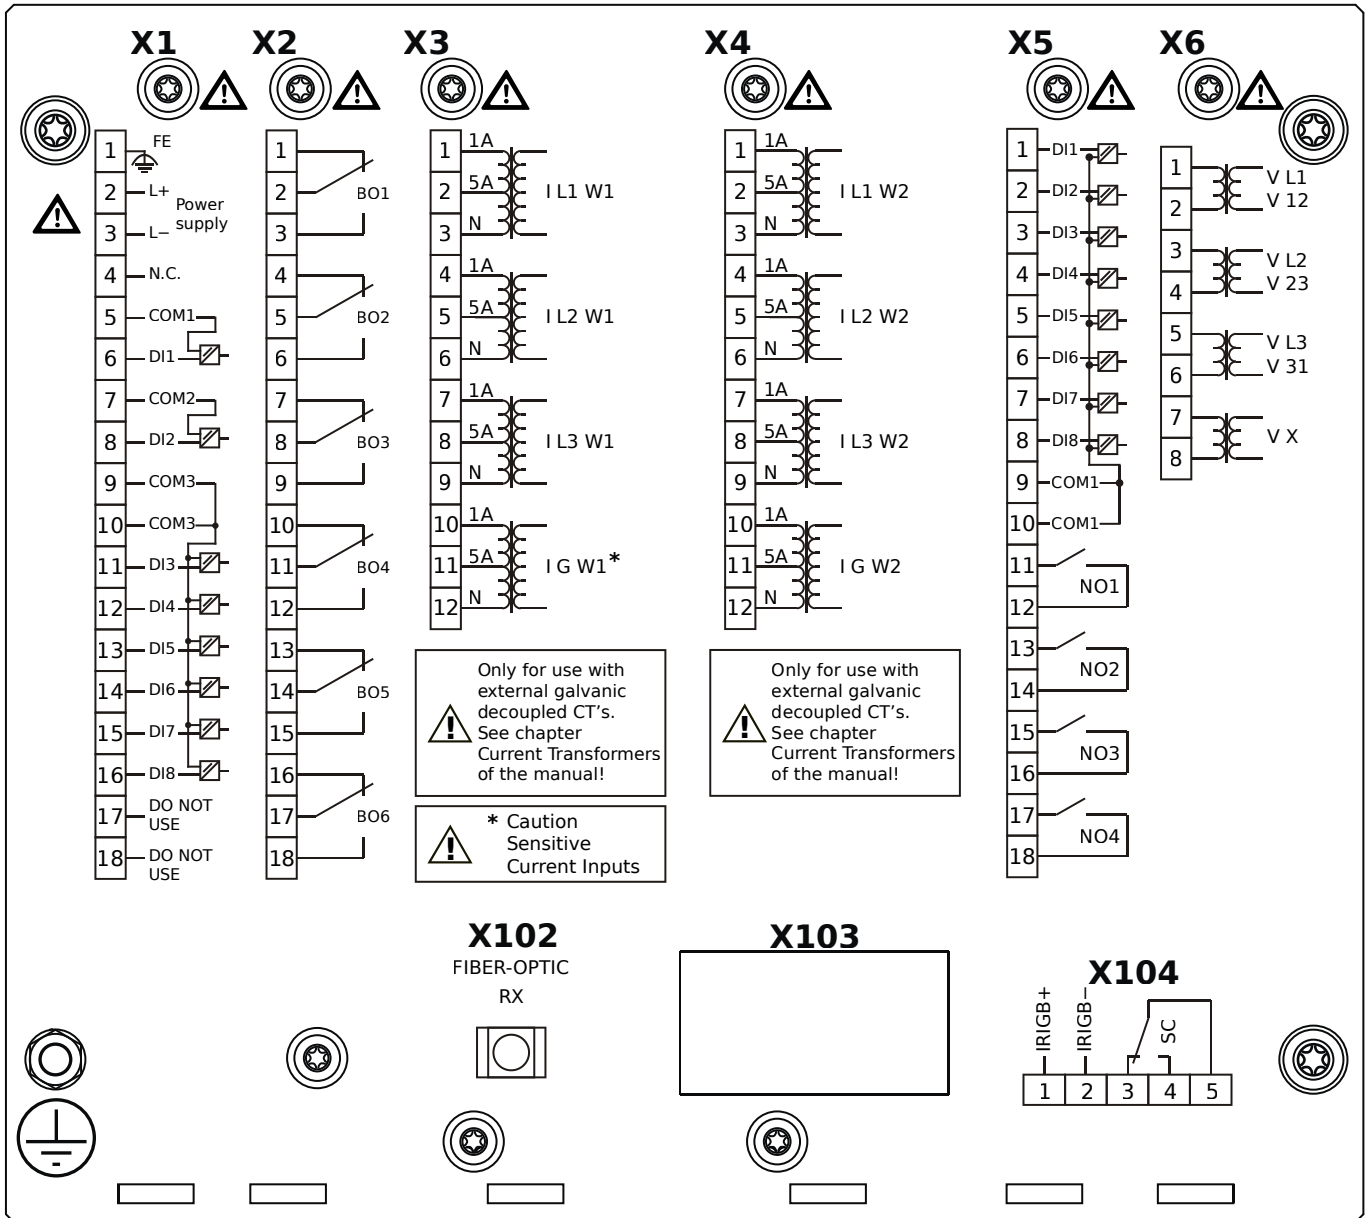 X1
X2
X3
X4
X5
X6
1 FE
2 L+
Power
supply
3 L−
4 N.C.
5 COM1
6 DI1
7 COM2
8 DI2
9 COM3
10 COM3
11 DI3
12 DI4
13 DI5
14 DI6
15 DI7
16 DI8
17 DO NOT
USE
18 DO NOT
USE
1
2 BO1
3
4
5 BO2
6
7
8 BO3
9
10
11 BO4
12
13
14 BO5
15
16
17 BO6
18
1 1A
2 5A I L1 W1
3 N
4 1A
5 5A I L2 W1
6 N
7 1A
8 5A I L3 W1
9 N
10 1A
11 5A I G W1*
12 N
Only for use with
external galvanic
decoupled CT's.
See chapter
Current Transformers
of the manual!
* Caution
Sensitive
Current Inputs
1 1A
2 5A I L1 W2
3 N
4 1A
5 5A I L2 W2
6 N
7 1A
8 5A I L3 W2
9 N
10 1A
11 5A I G W2
12 N
Only for use with
external galvanic
decoupled CT's.
See chapter
Current Transformers
of the manual!
1 DI1
2 DI2
3 DI3
4 DI4
5 DI5
6 DI6
7 DI7
8 DI8
9 COM1
10 COM1
11
NO1
12
13
NO2
14
15
NO3
16
17
NO4
18
1 V L1
2 V 12
3 V L2
4 V 23
5 V L3
6 V 31
7
V X
8
X102
FIBER-OPTIC
RX
X103
X104
IRIGB+
IRIGB−
SC
1 2 3 4 5